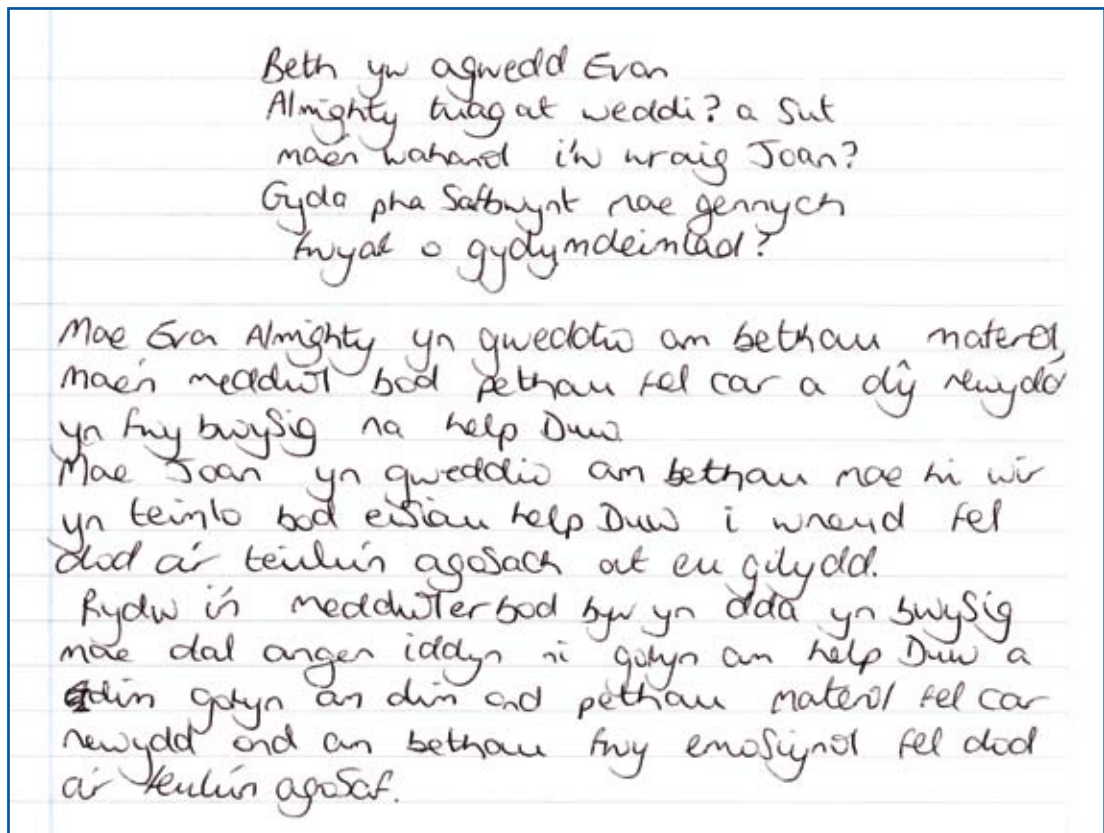 Beth yw agwedd Evan
Almighty tuag at weddi? a Sut
mae'n wahanol i'w wraig Joan?
Gyda pha Safbwynt mae gennych
fwyaf o gydymdeimlad?
Mae Evan Almighty yn gweddio am bethau materol,
mae'n meddwl bod pethau fel car a dŷ newydd
yn fwy bwysig na help Duw.
Mae Joan yn gweddio am bethau mae hi wir
yn teimlo bod eisiau help Duw i wneud fel
dod a'r teulu'n agosach at eu gilydd.
Rydw i'n meddwl er bod byw yn dda yn bwysig
mae dal angen iddyn ni gofyn am help Duw a
dim gofyn am dim ond pethau materol fel car
newydd ond am bethau fwy emosiynol fel dod
a'r teulu'n agosaf.